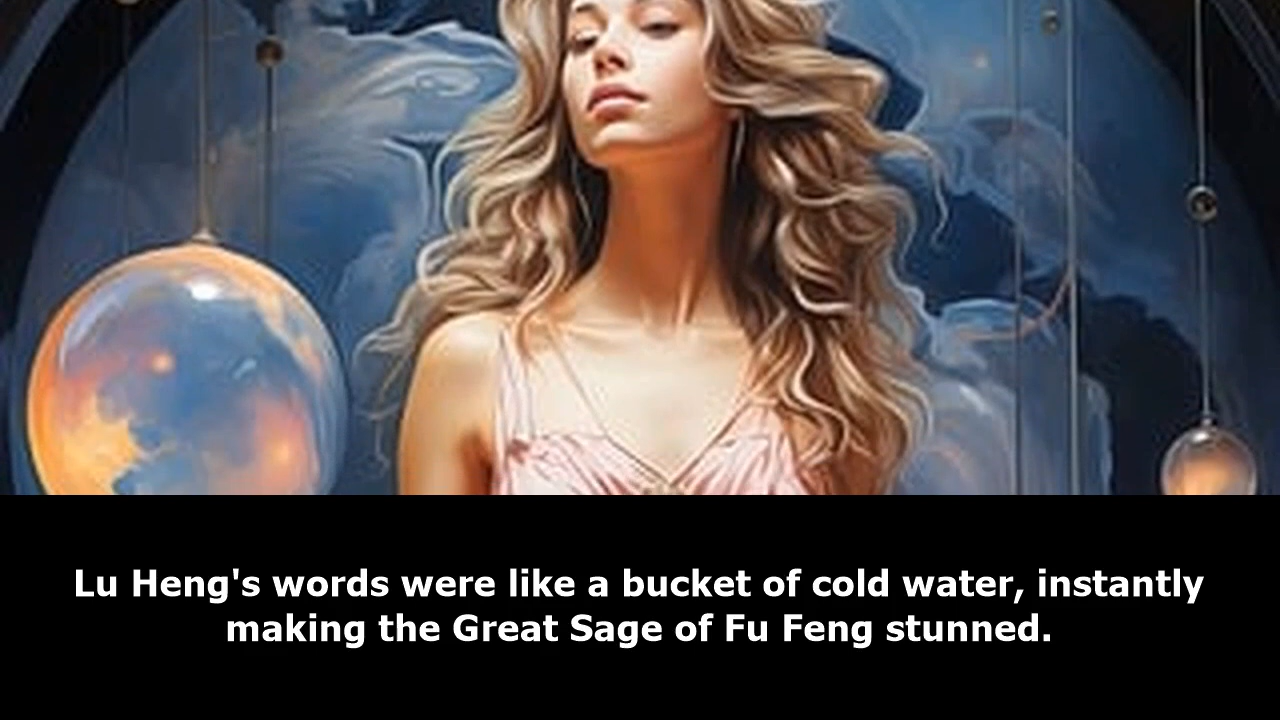 Lu Heng's words were like a bucket of cold water, instantly
making the Great Sage of Fu Feng stunned.